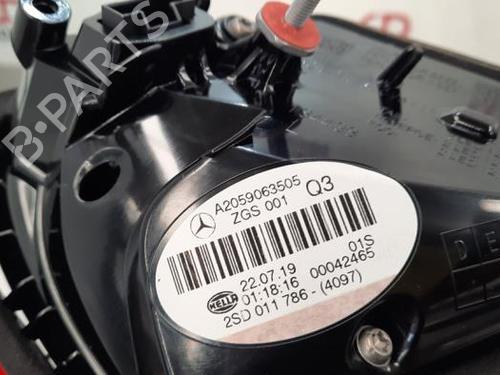 B-PARTS
A2059063505
ZGS 001 Q3
22.07.19 01S
01:18:16 00042465
HELLA
2SD 011 786-(4097)
D E